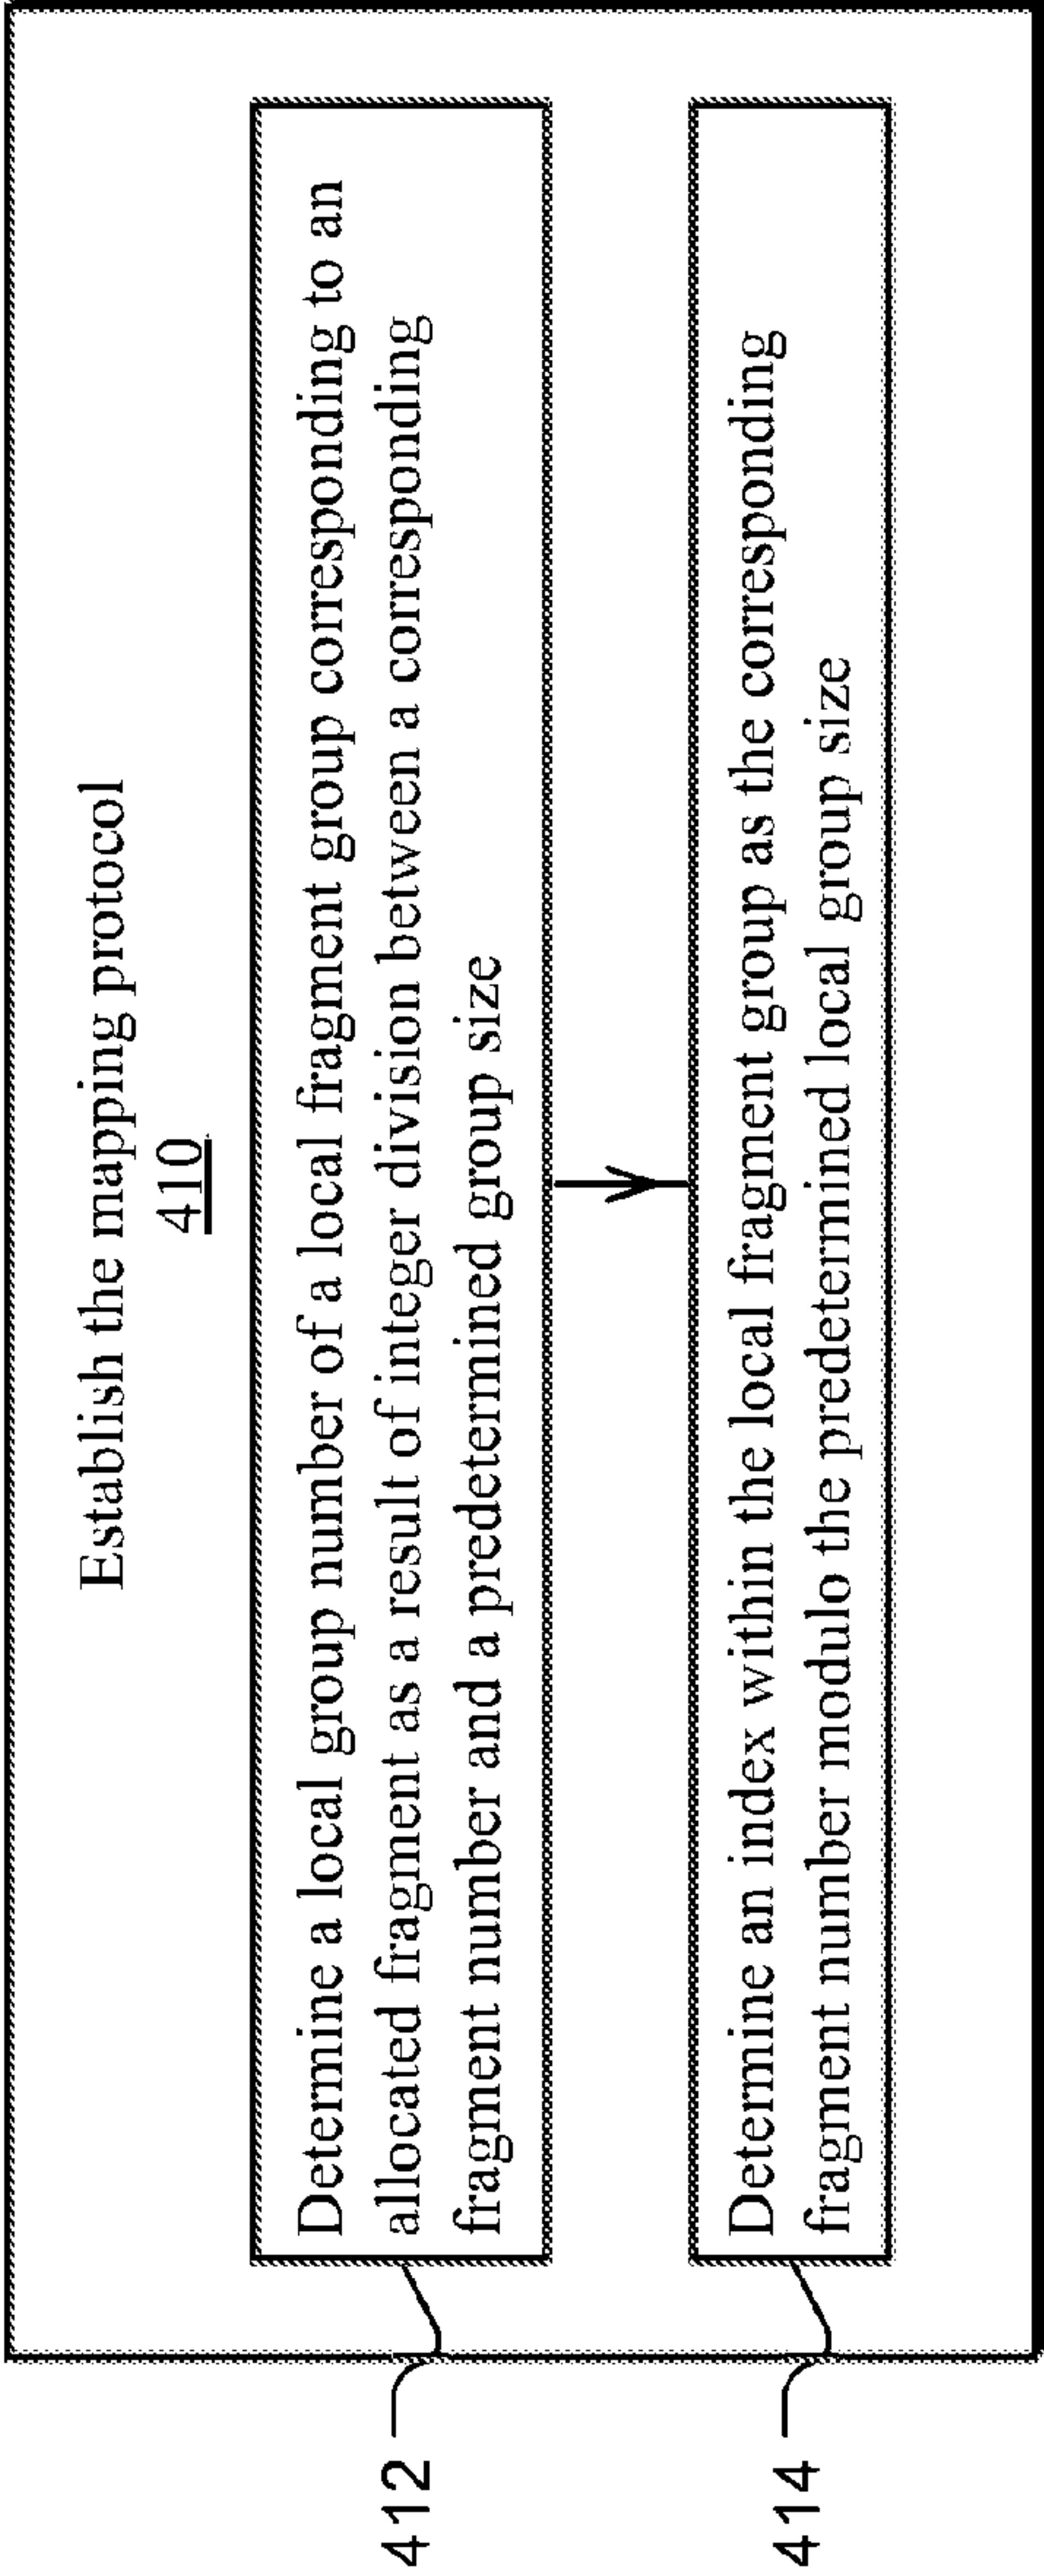 Establish the mapping protocol
410
Determine a local group number of a local fragment group corresponding to an
allocated fragment as a result of integer division between a corresponding
fragment number and a predetermined group size
412
Determine an index within the local fragment group as the corresponding
fragment number modulo the predetermined local group size
414